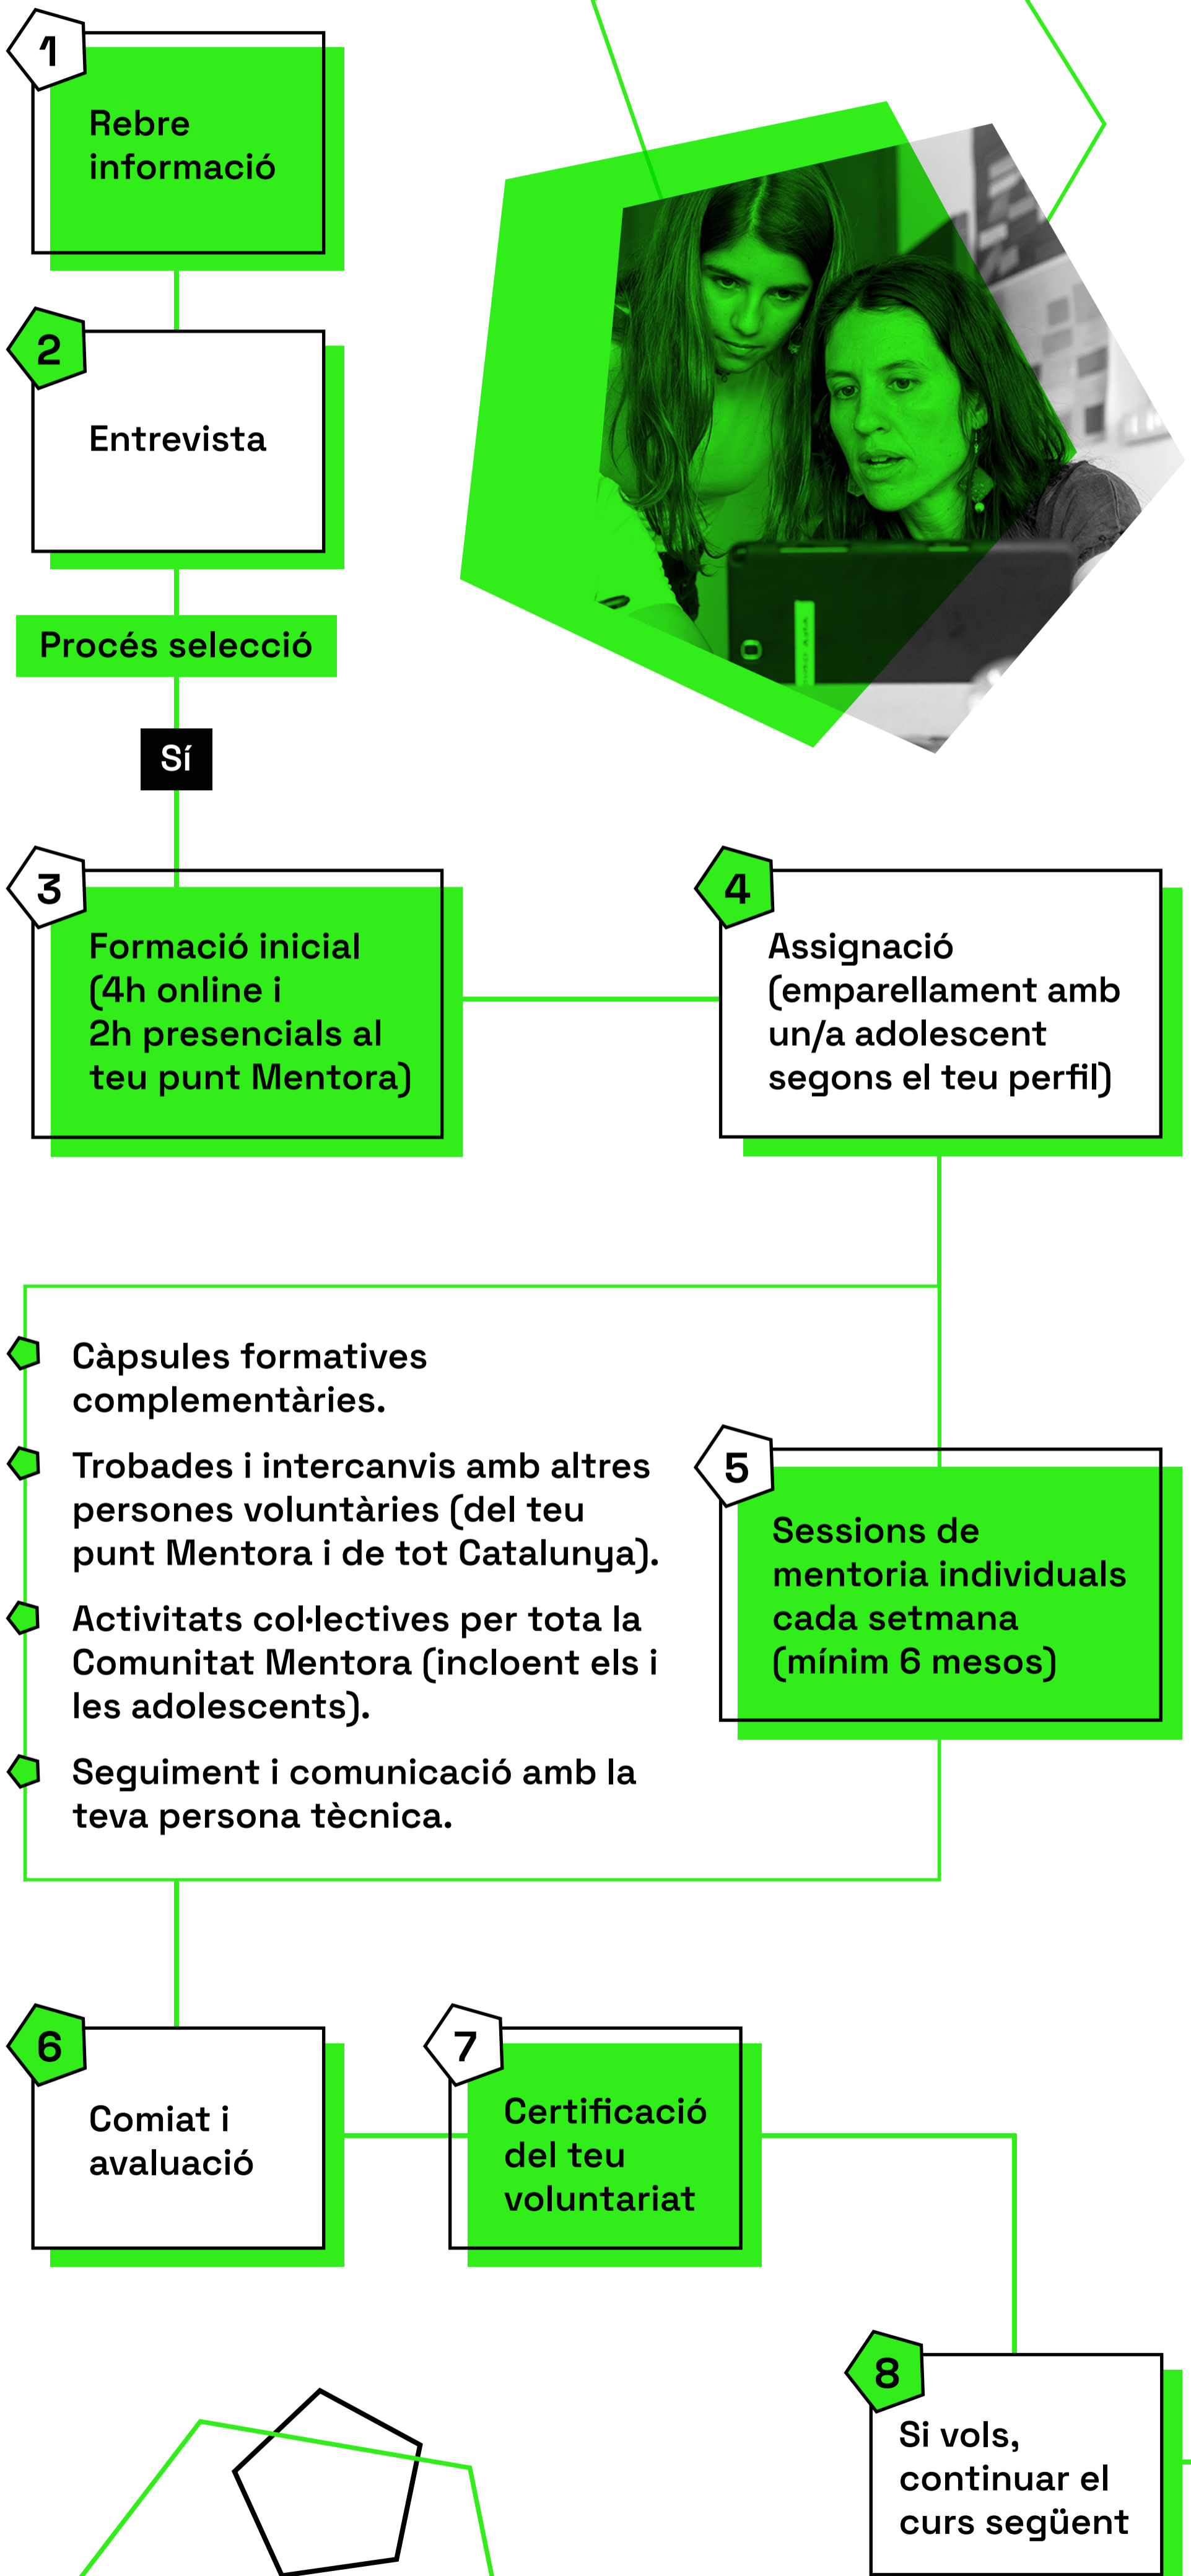 1
Rebre
informació
2
Entrevista
Procés selecció
Sí
3
Formació inicial
(4h online i
2h presencials al
teu punt Mentora)
4
Assignació
(emparellament amb
un/a adolescent
segons el teu perfil)
Càpsules formatives
complementàries.
Trobades i intercanvis amb altres
persones voluntàries (del teu
punt Mentora i de tot Catalunya).
Activitats col·lectives per tota la
Comunitat Mentora (incloent els i
les adolescents).
Seguiment i comunicació amb la
teva persona tècnica.
5
Sessions de
mentoria individuals
cada setmana
(mínim 6 mesos)
6
Comiat i
avaluació
7
Certificació
del teu
voluntariat
8
Si vols,
continuar el
curs següent